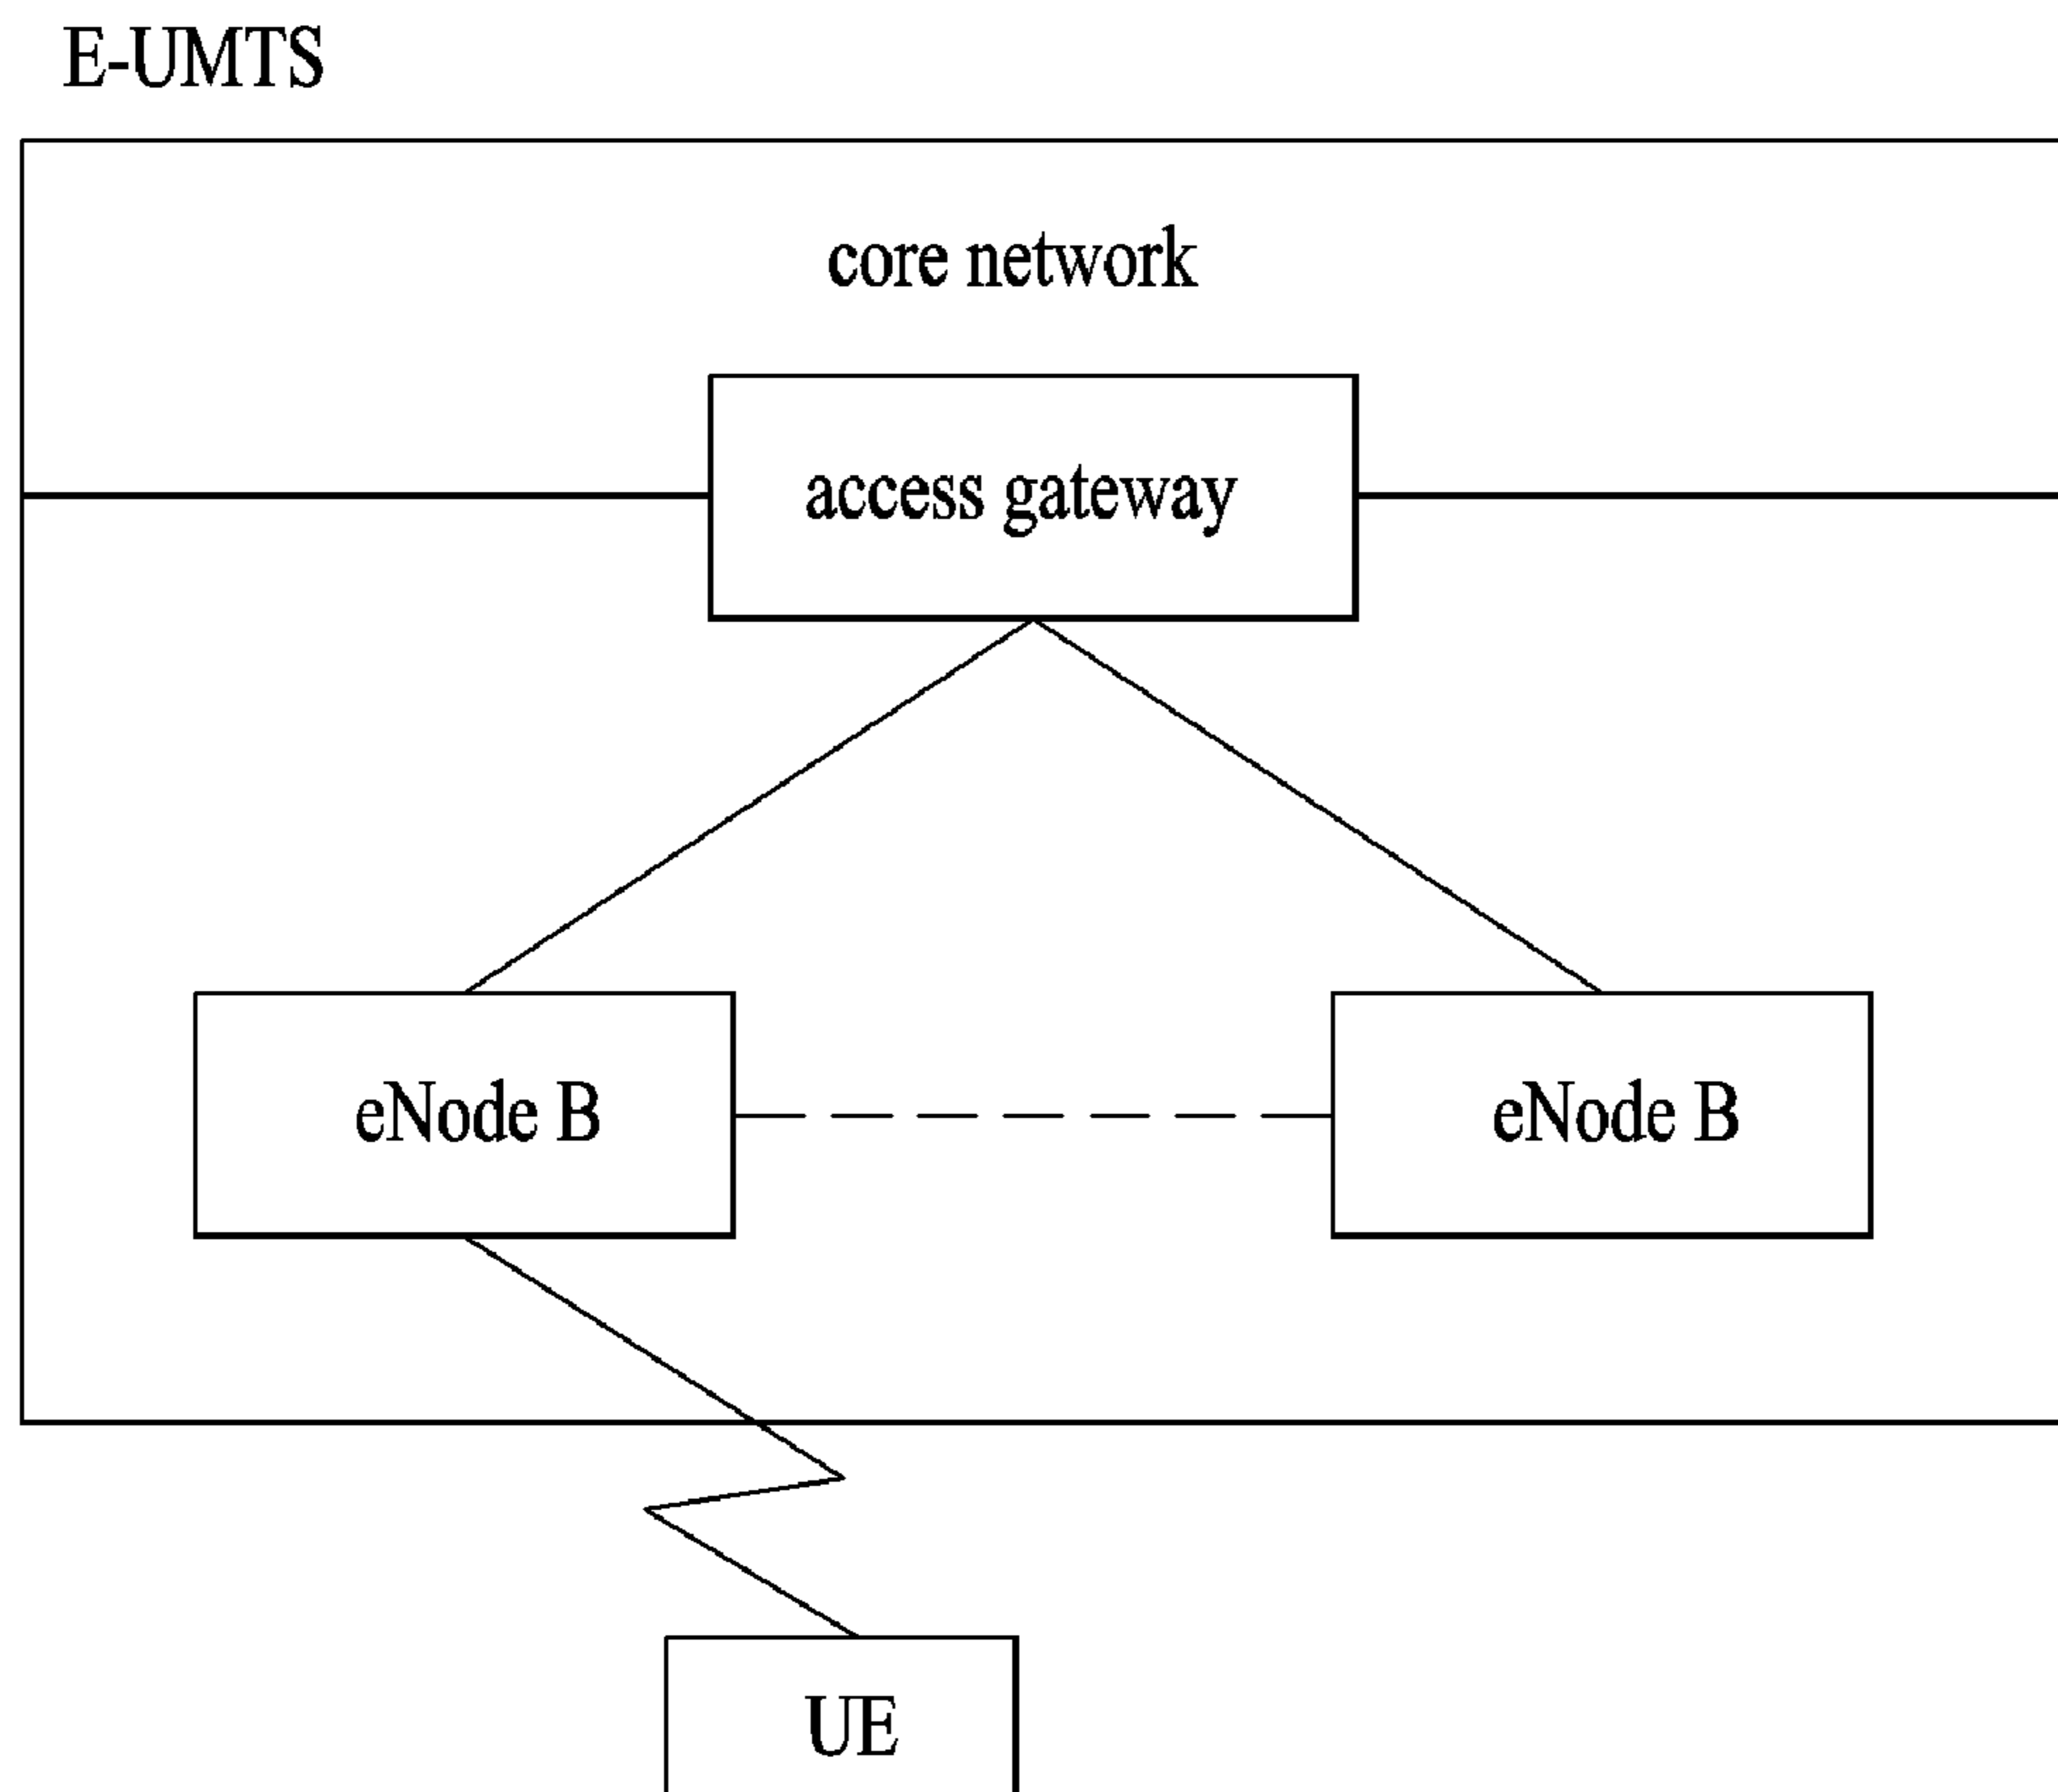 E-UMTS
core network
access gateway
eNode B
eNode B
UE